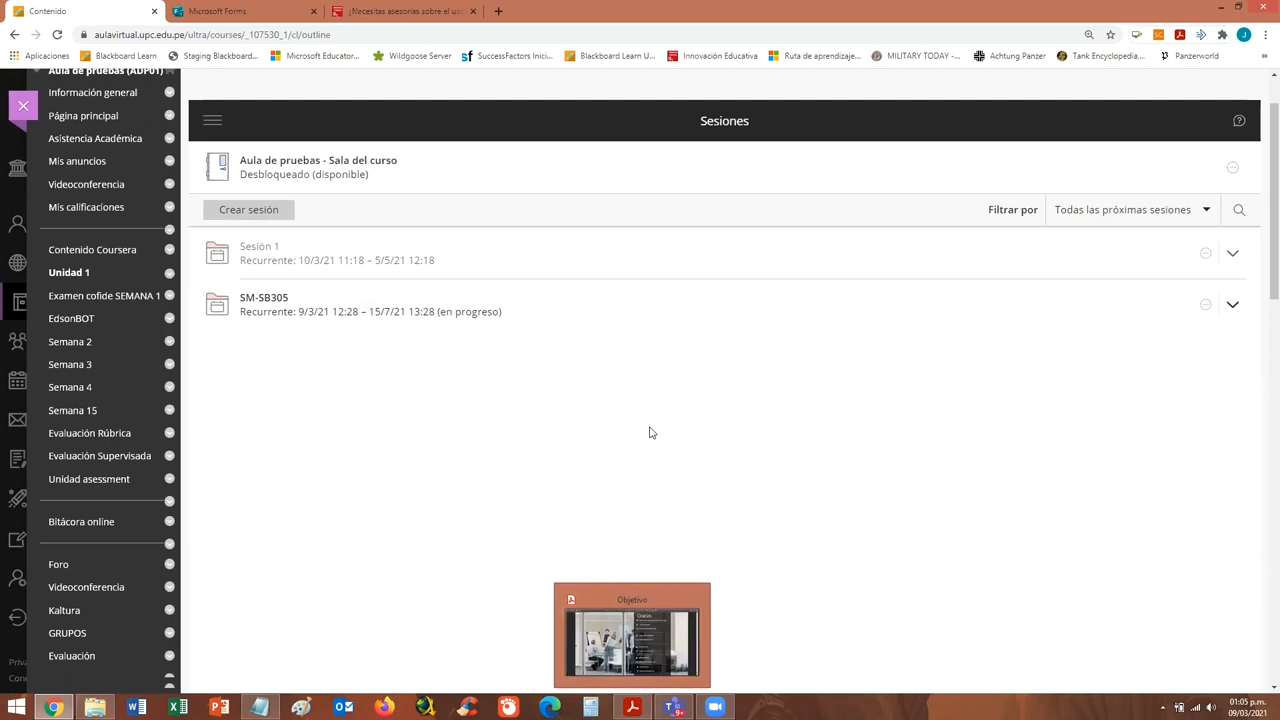 Contenido
Microsoft Forms
¿Necesitas asesorías sobre el us
aulavirtual.upc.edu.pe/ultra/courses/_107530_1/cl/outline
J
Aplicaciones
Blackboard Learn
Staging Blackboard...
Microsoft Educator...
Wildgoose Server
SuccessFactors Inici...
Blackboard Learn U...
Innovación Educativa
Ruta de aprendizaje...
MILITARY TODAY -...
Achtung Panzer
Tank Encyclopedia,...
Panzerworld
»
Aula de pruebas (ADP01)
Información general
Página principal
Asistencia Académica
Mis anuncios
Videoconferencia
Mis calificaciones
Contenido Coursera
Unidad 1
Examen cofide SEMANA 1
EdsonBOT
Semana 2
Semana 3
Semana 4
Semana 15
Evaluación Rúbrica
Evaluación Supervisada
Unidad asessment
Bitácora online
Foro
Videoconferencia
Kaltura
GRUPOS
Evaluación
Priva
Con
Sesiones
Aula de pruebas - Sala del curso
Desbloqueado (disponible)
Crear sesión
Filtrar por
Todas las próximas sesiones
Sesión 1
Recurrente: 10/3/21 11:18 – 5/5/21 12:18
SM-SB305
Recurrente: 9/3/21 12:28 – 15/7/21 13:28 (en progreso)
Objetivo
Gracias
01:05 p.m.
09/03/2021